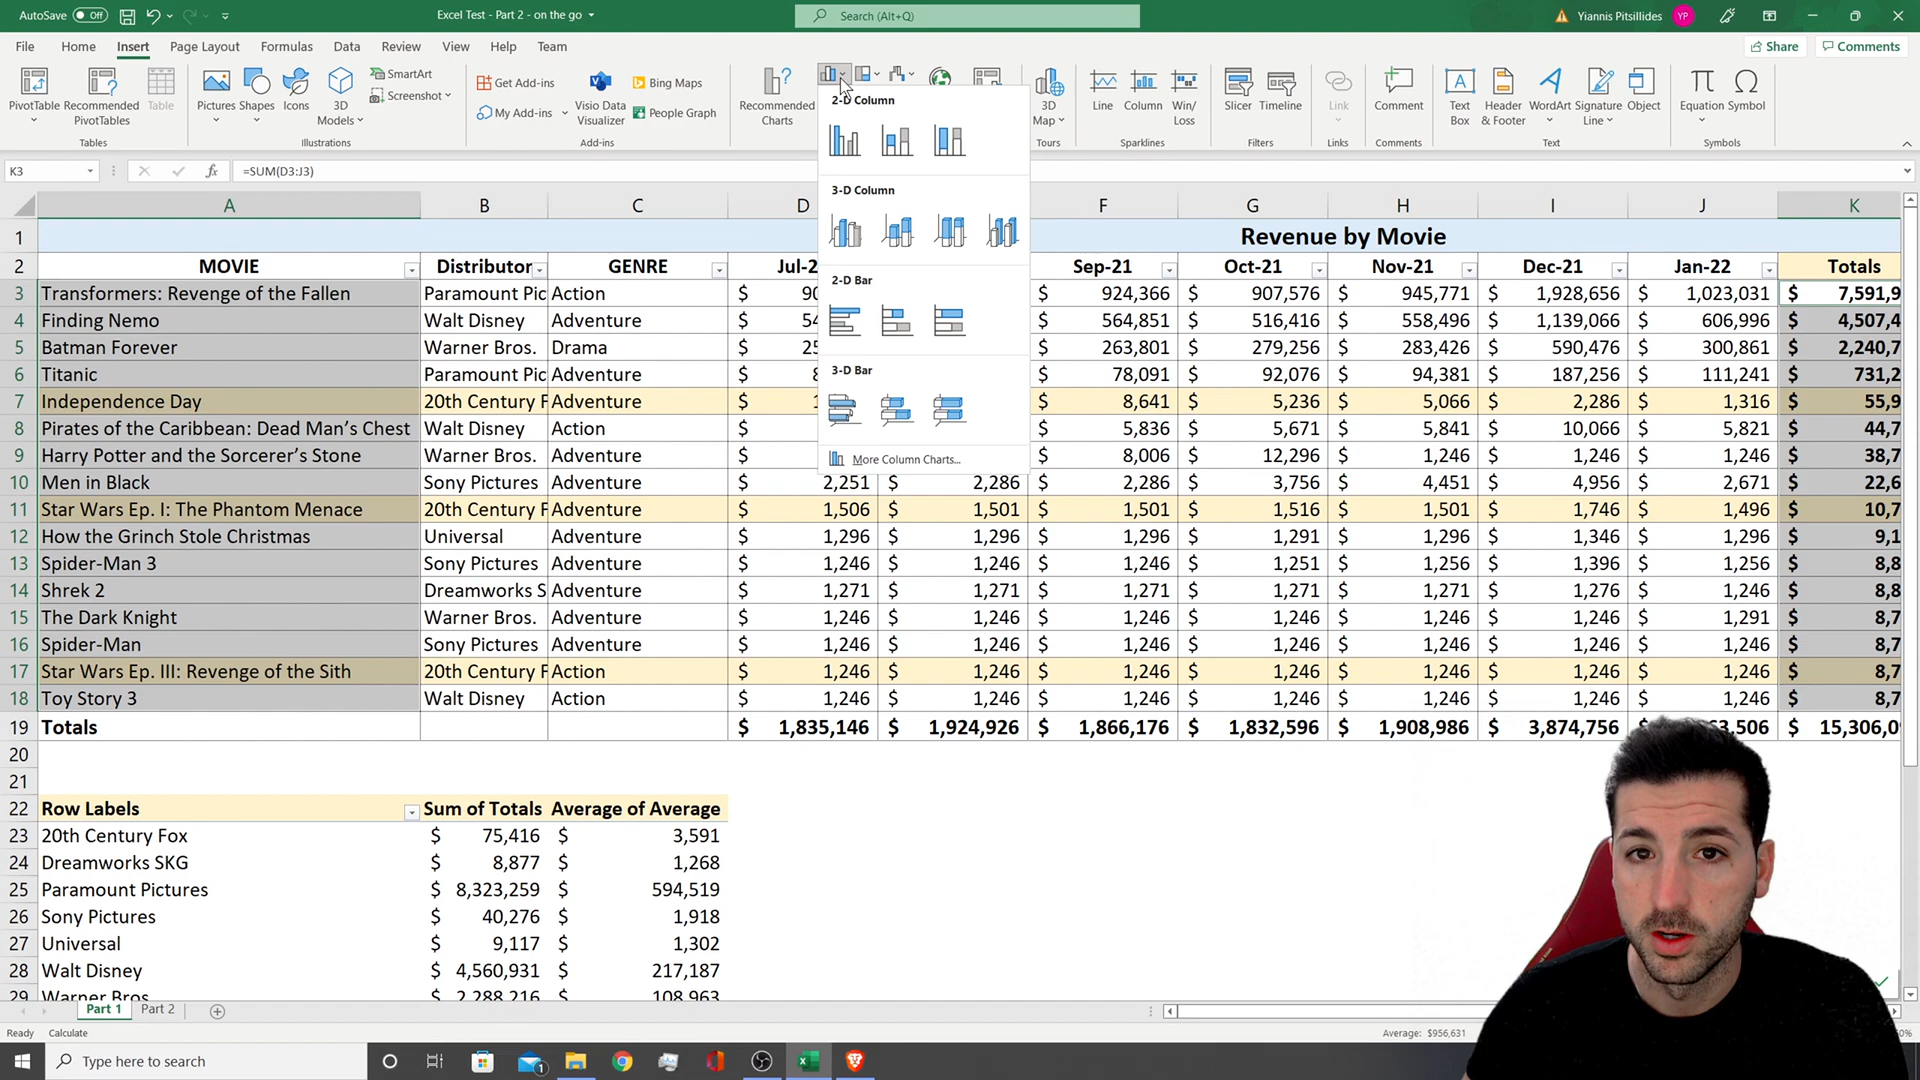 AutoSave Off Excel Test - Part 2 - on the go Search (Alt+Q) Yiannis Pitsillides YP
File Home Insert Page Layout Formulas Data Review View Help Team Share Comments
PivotTable Recommended PivotTables Table Tables
Pictures Shapes Icons 3D Models SmartArt Screenshot Illustrations
Get Add-ins My Add-ins Visio Data Visualizer Bing Maps People Graph Add-ins
Recommended Charts
3D Map Tours
Line Column Win/Loss Sparklines
Slicer Timeline Filters
Link Links
Comment Comments
Text Box Header & Footer WordArt Signature Line Object Text
Equation Symbol Symbols
2-D Column
3-D Column
2-D Bar
3-D Bar
More Column Charts...
K3 fx =SUM(D3:J3)
A B C D F G H I J K
1 Revenue by Movie
2 MOVIE Distributor GENRE Jul-2 Sep-21 Oct-21 Nov-21 Dec-21 Jan-22 Totals
3 Transformers: Revenge of the Fallen Paramount Pic Action $ 90 $ 924,366 $ 907,576 $ 945,771 $ 1,928,656 $ 1,023,031 $ 7,591,9
4 Finding Nemo Walt Disney Adventure $ 54 $ 564,851 $ 516,416 $ 558,496 $ 1,139,066 $ 606,996 $ 4,507,4
5 Batman Forever Warner Bros. Drama $ 25 $ 263,801 $ 279,256 $ 283,426 $ 590,476 $ 300,861 $ 2,240,7
6 Titanic Paramount Pic Adventure $ 8 $ 78,091 $ 92,076 $ 94,381 $ 187,256 $ 111,241 $ 731,2
7 Independence Day 20th Century F Adventure $ 1 $ 8,641 $ 5,236 $ 5,066 $ 2,286 $ 1,316 $ 55,9
8 Pirates of the Caribbean: Dead Man’s Chest Walt Disney Action $ $ 5,836 $ 5,671 $ 5,841 $ 10,066 $ 5,821 $ 44,7
9 Harry Potter and the Sorcerer’s Stone Warner Bros. Adventure $ $ 8,006 $ 12,296 $ 1,246 $ 1,246 $ 1,246 $ 38,7
10 Men in Black Sony Pictures Adventure $ 2,251 $ 2,286 $ 2,286 $ 3,756 $ 4,451 $ 4,956 $ 2,671 $ 22,6
11 Star Wars Ep. I: The Phantom Menace 20th Century F Adventure $ 1,506 $ 1,501 $ 1,501 $ 1,516 $ 1,501 $ 1,746 $ 1,496 $ 10,7
12 How the Grinch Stole Christmas Universal Adventure $ 1,296 $ 1,296 $ 1,296 $ 1,291 $ 1,296 $ 1,346 $ 1,296 $ 9,1
13 Spider-Man 3 Sony Pictures Adventure $ 1,246 $ 1,246 $ 1,246 $ 1,251 $ 1,256 $ 1,396 $ 1,256 $ 8,8
14 Shrek 2 Dreamworks S Adventure $ 1,271 $ 1,271 $ 1,271 $ 1,271 $ 1,271 $ 1,276 $ 1,246 $ 8,8
15 The Dark Knight Warner Bros. Adventure $ 1,246 $ 1,246 $ 1,246 $ 1,246 $ 1,246 $ 1,246 $ 1,291 $ 8,7
16 Spider-Man Sony Pictures Adventure $ 1,246 $ 1,246 $ 1,246 $ 1,246 $ 1,246 $ 1,246 $ 1,246 $ 8,7
17 Star Wars Ep. III: Revenge of the Sith 20th Century F Action $ 1,246 $ 1,246 $ 1,246 $ 1,246 $ 1,246 $ 1,246 $ 1,246 $ 8,7
18 Toy Story 3 Walt Disney Action $ 1,246 $ 1,246 $ 1,246 $ 1,246 $ 1,246 $ 1,246 $ 1,246 $ 8,7
19 Totals $ 1,835,146 $ 1,924,926 $ 1,866,176 $ 1,832,596 $ 1,908,986 $ 3,874,756 3,506 $ 15,306,0
20
21
22 Row Labels Sum of Totals Average of Average
23 20th Century Fox $ 75,416 $ 3,591
24 Dreamworks SKG $ 8,877 $ 1,268
25 Paramount Pictures $ 8,323,259 $ 594,519
26 Sony Pictures $ 40,276 $ 1,918
27 Universal $ 9,117 $ 1,302
28 Walt Disney $ 4,560,931 $ 217,187
29 Warner Bros. $ 2,288,216 $ 108,963
Part 1 Part 2
Ready Calculate Average: $956,631
Type here to search 1